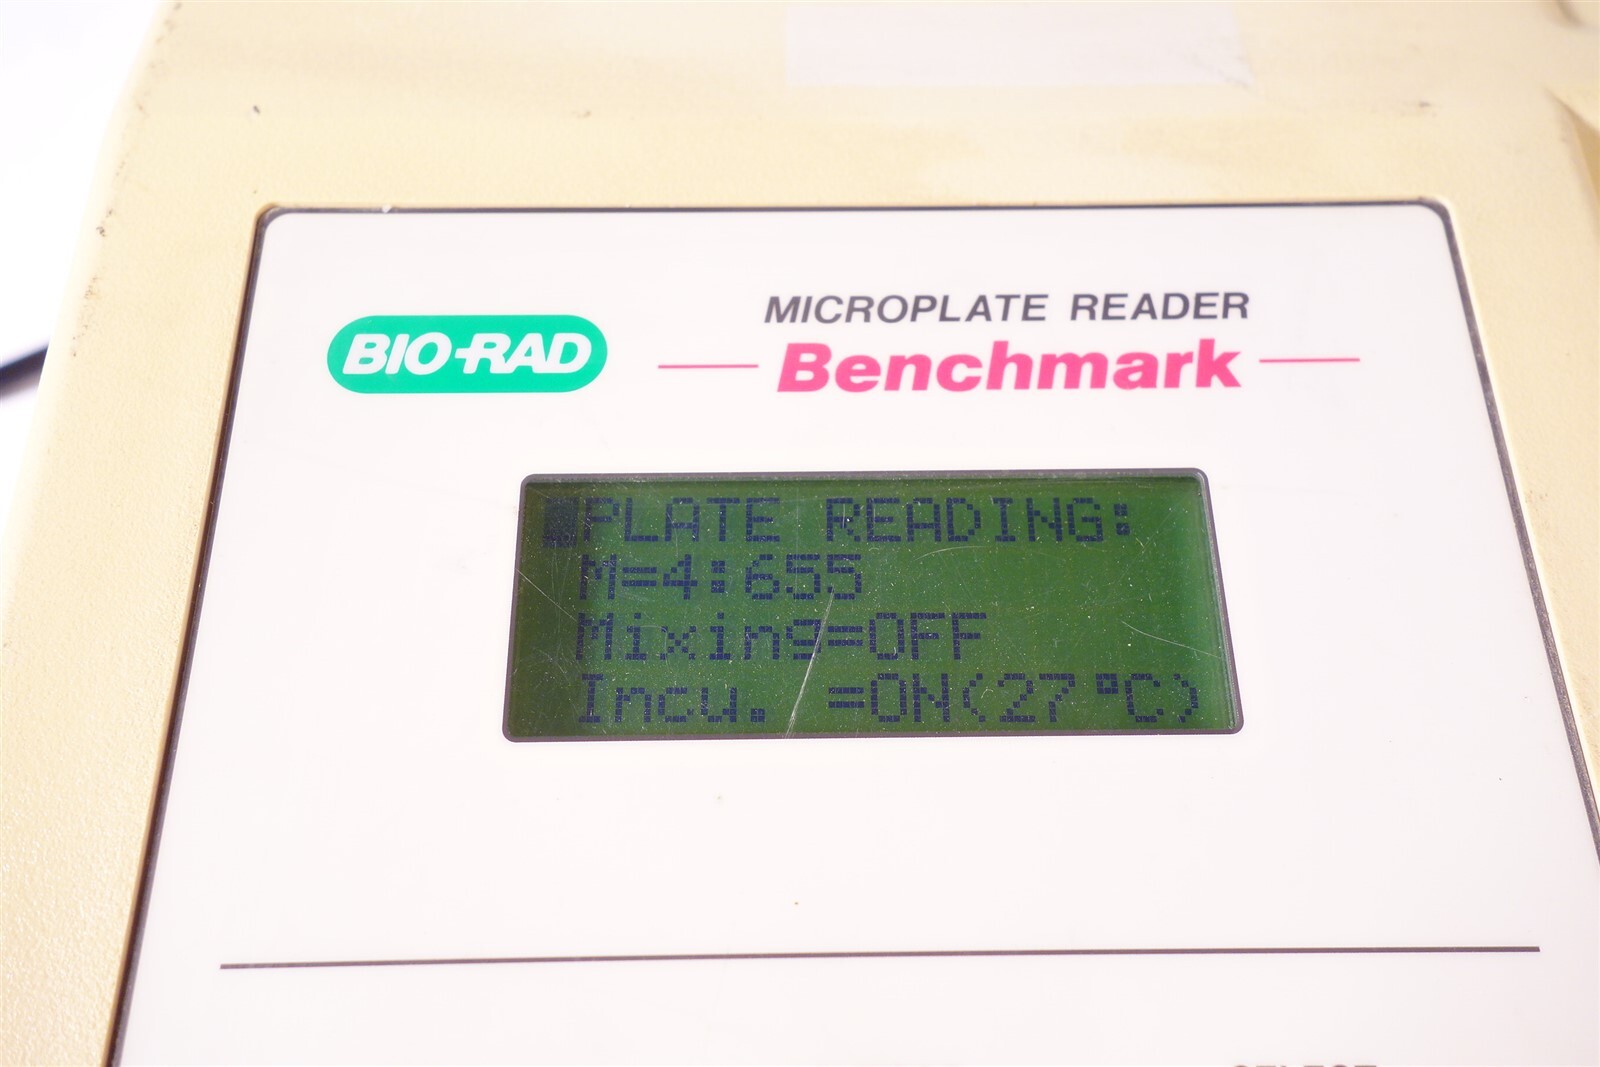 BIO-RAD
MICROPLATE READER
Benchmark
PLATE READING:
M=4:655
Mixing=OFF
Incu. =ON(27°C)